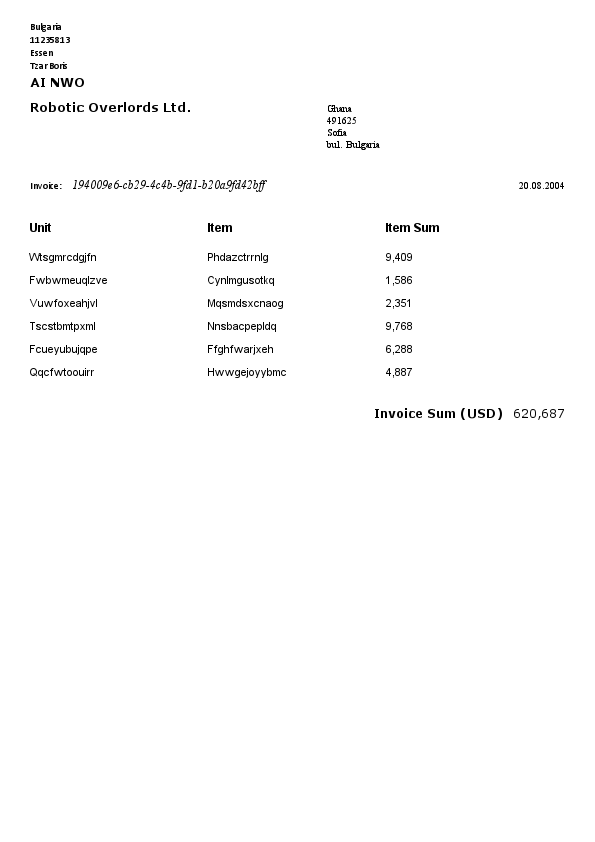 Bulgaria
11235813
Essen
Tzar Boris
AI NWO
Robotic Overlords Ltd.
Ghana
491625
Sofia
bul. Bulgaria
Invoice: 194009e6-cb29-4c4b-9fd1-b20a9fd42bff 20.08.2004
Unit Item Item Sum
Wtsgmrcdgjfn Phdazctrrnlg 9,409
Fwbwmeuqlzve Cynlmgusotkq 1,586
Vuwfoxeahjvl Mqsmdsxcnaog 2,351
Tscstbmtpxml Nnsbacpepldq 9,768
Fcueyubujqpe Ffghfwarjxeh 6,288
Qqcfwtoouirr Hwwgejoyybmc 4,887
Invoice Sum (USD) 620,687